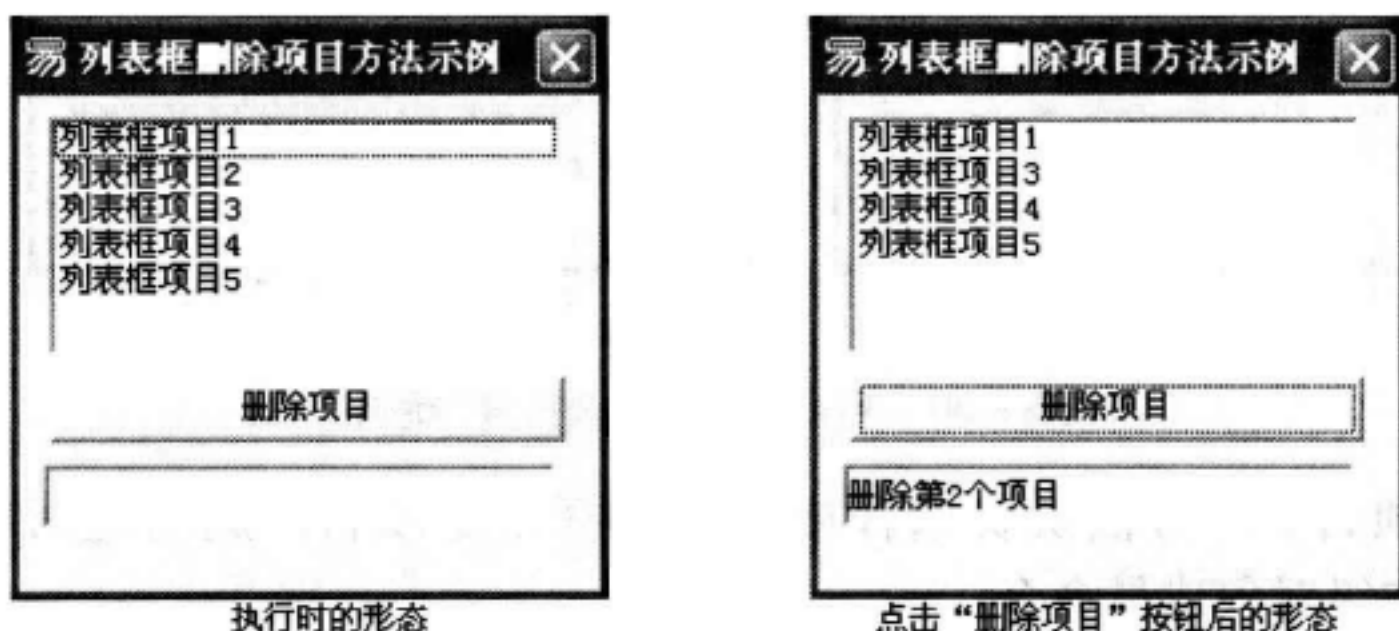 易 列表框删除项目方法示例
列表框项目1
列表框项目2
列表框项目3
列表框项目4
列表框项目5
删除项目
执行时的形态
易 列表框删除项目方法示例
列表框项目1
列表框项目3
列表框项目4
列表框项目5
删除项目
删除第2个项目
点击“删除项目”按钮后的形态